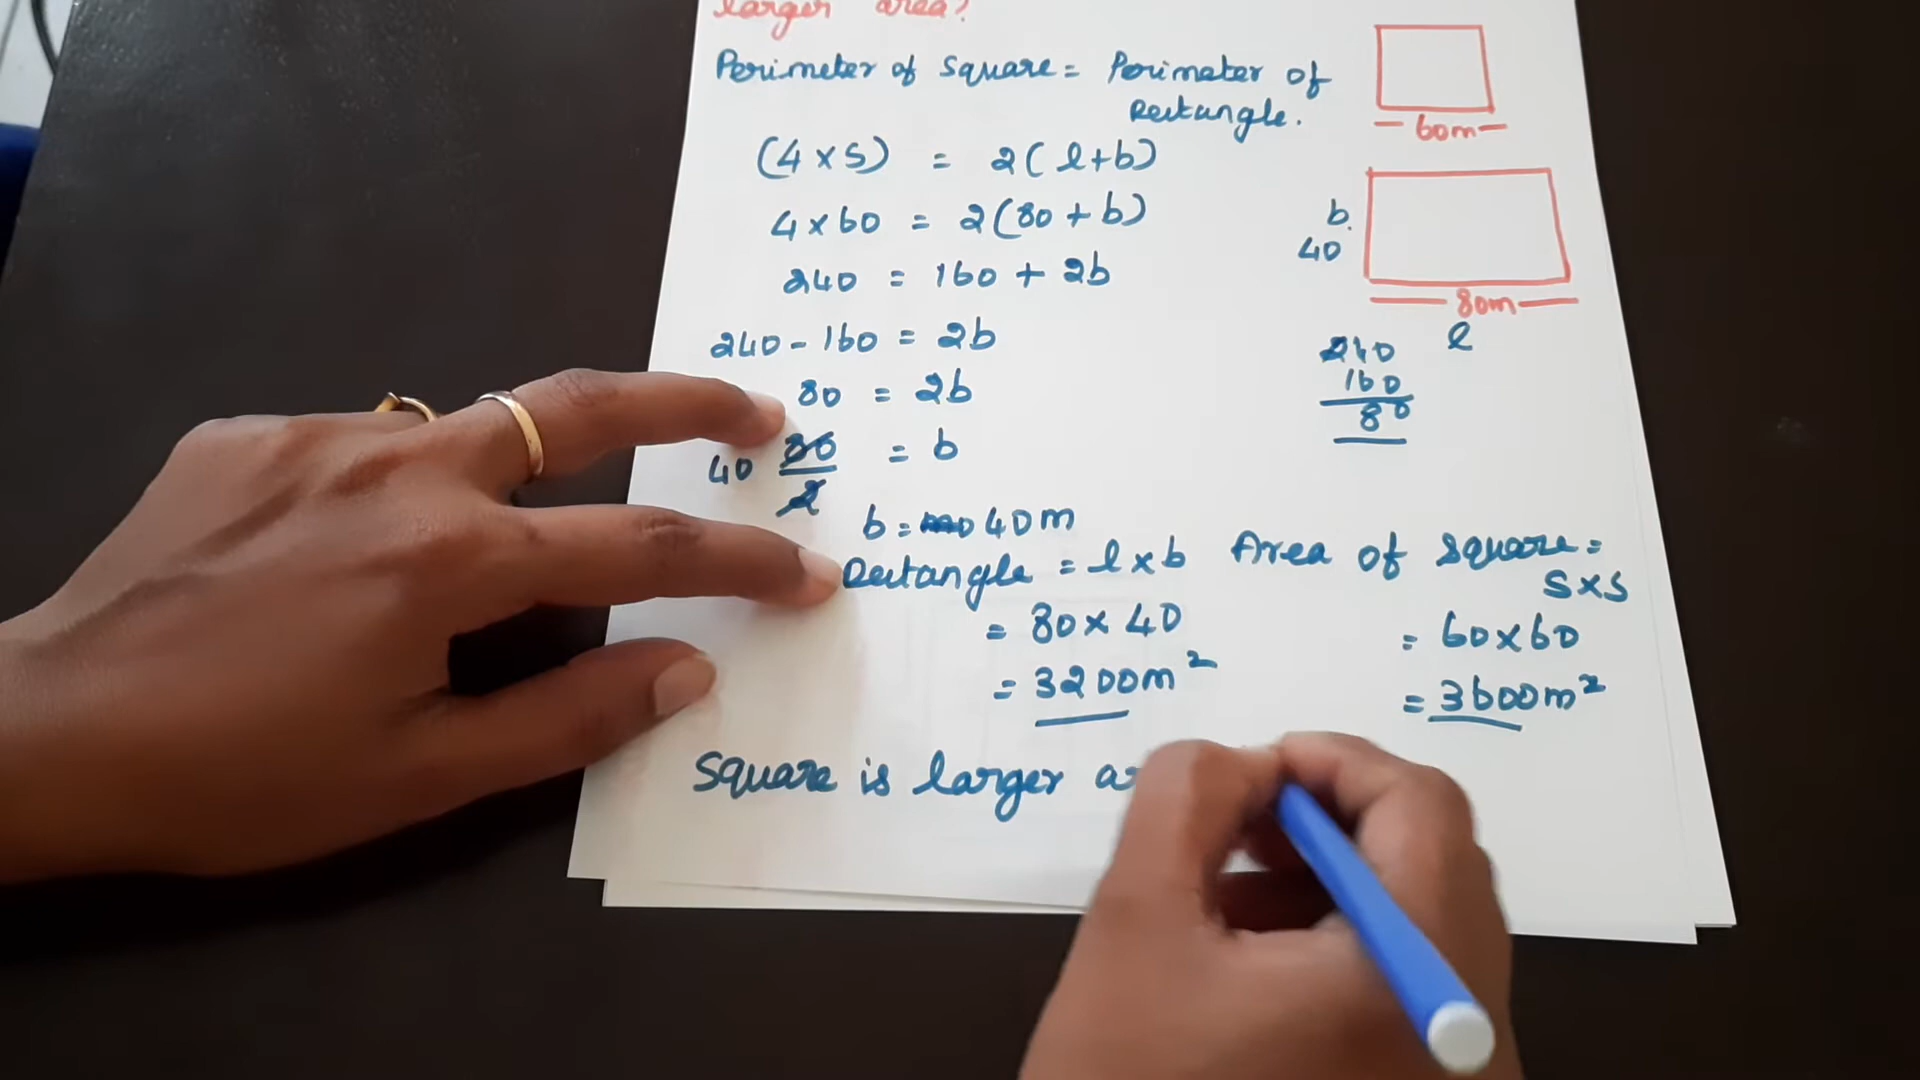 larger area?
Perimeter of square = Perimeter of
Rectangle.
60m
(4 × s) = 2(l+b)
4 × 60 = 2(80 + b)
b.
40
240 = 160 + 2b
80m
l
240 - 160 = 2b
240
160
80
80 = 2b
40 80/2 = b
b = 40m
Rectangle = l × b
Area of square =
s × s
= 80 × 40
= 60 × 60
= 3200m²
= 3600m²
Square is larger